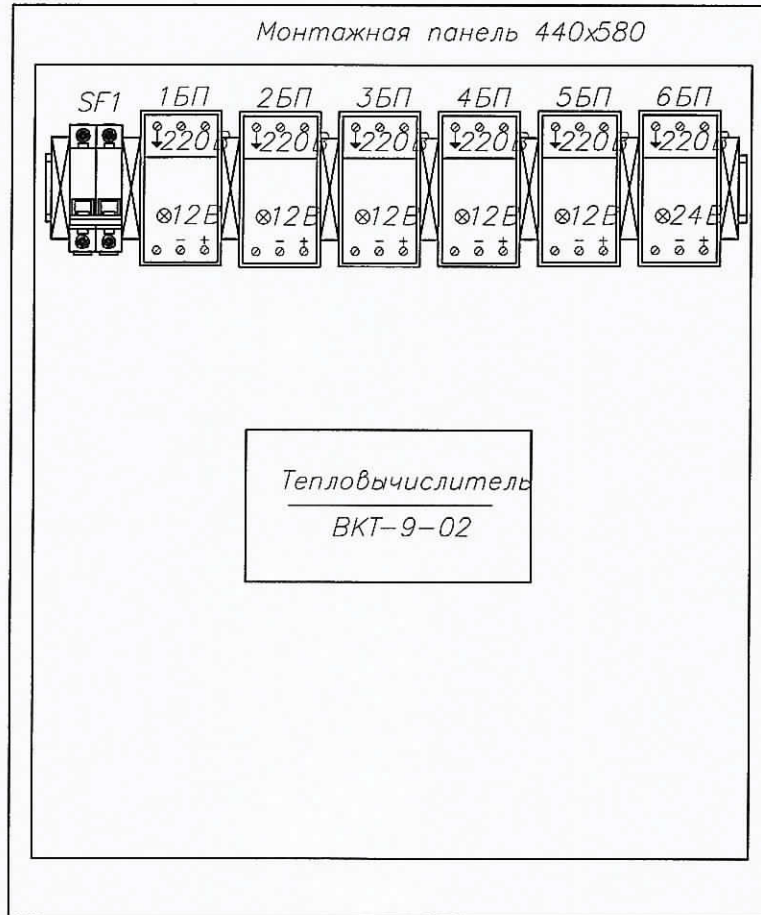 Монтажная панель 440х580
SF1 1БП 2БП 3БП 4БП 5БП 6БП
220В 220В 220В 220В 220В 220В
12В 12В 12В 12В 12В 24В
- + - + - + - + - + - +
Тепловычислитель
ВКТ-9-02